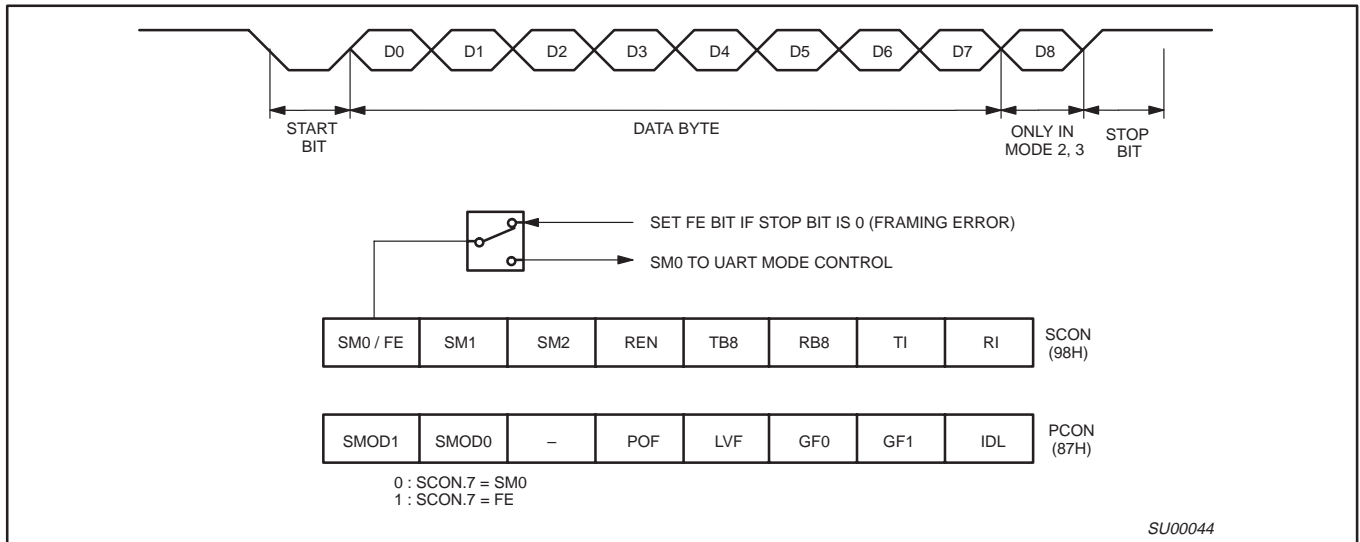 D0 D1 D2 D3 D4 D5 D6 D7 D8
START
BIT
DATA BYTE
ONLY IN
MODE 2, 3
STOP
BIT
SET FE BIT IF STOP BIT IS 0 (FRAMING ERROR)
SM0 TO UART MODE CONTROL
SM0 / FE SM1 SM2 REN TB8 RB8 TI RI
SCON
(98H)
SMOD1 SMOD0 – POF LVF GF0 GF1 IDL
PCON
(87H)
0 : SCON.7 = SM0
1 : SCON.7 = FE
SU00044